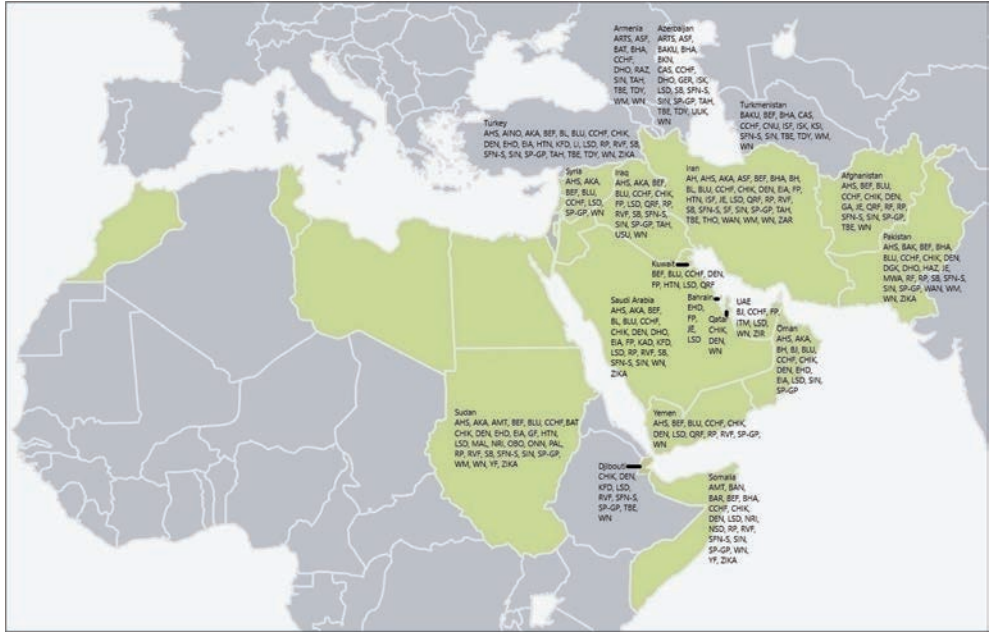 Armenia
ARTS, ASF,
BAT, BHA,
CCHF,
DHO, RAZ,
SIN, TAH,
TBE, TDY,
WM, WN
Azerbaijan
ARTS, ASF,
BAKU, BHA,
BKN,
CAS, CCHF,
DHO, GER, ISK,
LSD, SB, SFN-S,
SIN, SP-GP, TAH,
TBE, TDY, UUK,
WN
Turkmenistan
BAKU, BEF, BHA, CAS,
CCHF, CNU, ISF, ISK, KSI,
SFN-S, SIN, TBE, TDY, WM,
WN
Turkey
AHS, AINO, AKA, BEF, BL, BLU, CCHF, CHIK,
DEN, EHD, EIA, HTN, KFD, LI, LSD, RP, RVF, SB,
SFN-S, SIN, SP-GP, TAH, TBE, TDY, WN, ZIKA
Syria
AHS, AKA,
BEF, BLU,
CCHF, LSD,
SP-GP, WN
Iraq
AHS, AKA, BEF,
BLU, CCHF, CHIK,
FP, LSD, QRF, RP,
RVF, SB, SFN-S,
SIN, SP-GP, TAH,
USU, WN
Iran
AH, AHS, AKA, ASF, BEF, BHA, BH,
BL, BLU, CCHF, CHIK, DEN, EIA, FP,
HTN, ISF, JE, LSD, QRF, RP, RVF,
SB, SFN-S, SF, SIN, SP-GP, TAH,
TBE, THO, WAN, WM, WN, ZAR
Afghanistan
AHS, BEF, BLU,
CCHF, CHIK, DEN,
GA, JE, QRF, RF, RP,
SFN-S, SIN, SP-GP,
TBE, WN
Pakistan
AHS, BAK, BEF, BHA,
BLU, CCHF, CHIK, DEN,
DGK, DHO, HAZ, JE,
MWA, RF, RP, SB, SFN-S,
SIN, SP-GP, WAN, WM,
WN, ZIKA
Kuwait
BEF, BLU, CCHF, DEN,
FP, HTN, LSD, QRF
Saudi Arabia
AHS, AKA, BEF,
BL, BLU, CCHF,
CHIK, DEN, DHO,
EIA, FP, KAD, KFD,
LSD, RP, RVF, SB,
SFN-S, SIN, WN,
ZIKA
Bahrain
EHD,
FP,
JE,
LSD
Qatar
CHIK,
DEN,
WN
UAE
BJ, CCHF, FP,
ITM, LSD,
WN, ZIR
Oman
AHS, AKA,
BH, BJ, BLU,
CCHF, CHIK,
DEN, EHD,
EIA, LSD, SIN,
SP-GP
Sudan
AHS, AKA, AMT, BEF, BLU, CCHF,BAT
CHIK, DEN, EHD, EIA, GF, HTN,
LSD, MAL, NRI, OBO, ONN, PAL,
RP, RVF, SB, SFN-S, SIN, SP-GP,
WM, WN, YF, ZIKA
Yemen
AHS, BEF, BLU, CCHF, CHIK,
DEN, LSD, QRF, RP, RVF, SP-GP,
WN
Djibouti
CHIK, DEN,
KFD, LSD,
RVF, SFN-S,
SP-GP, TBE,
WN
Somalia
AMT, BAN,
BAR, BEF, BHA,
CCHF, CHIK,
DEN, LSD, NRI,
NSD, RP, RVF,
SFN-S, SIN,
SP-GP, WN,
YF, ZIKA